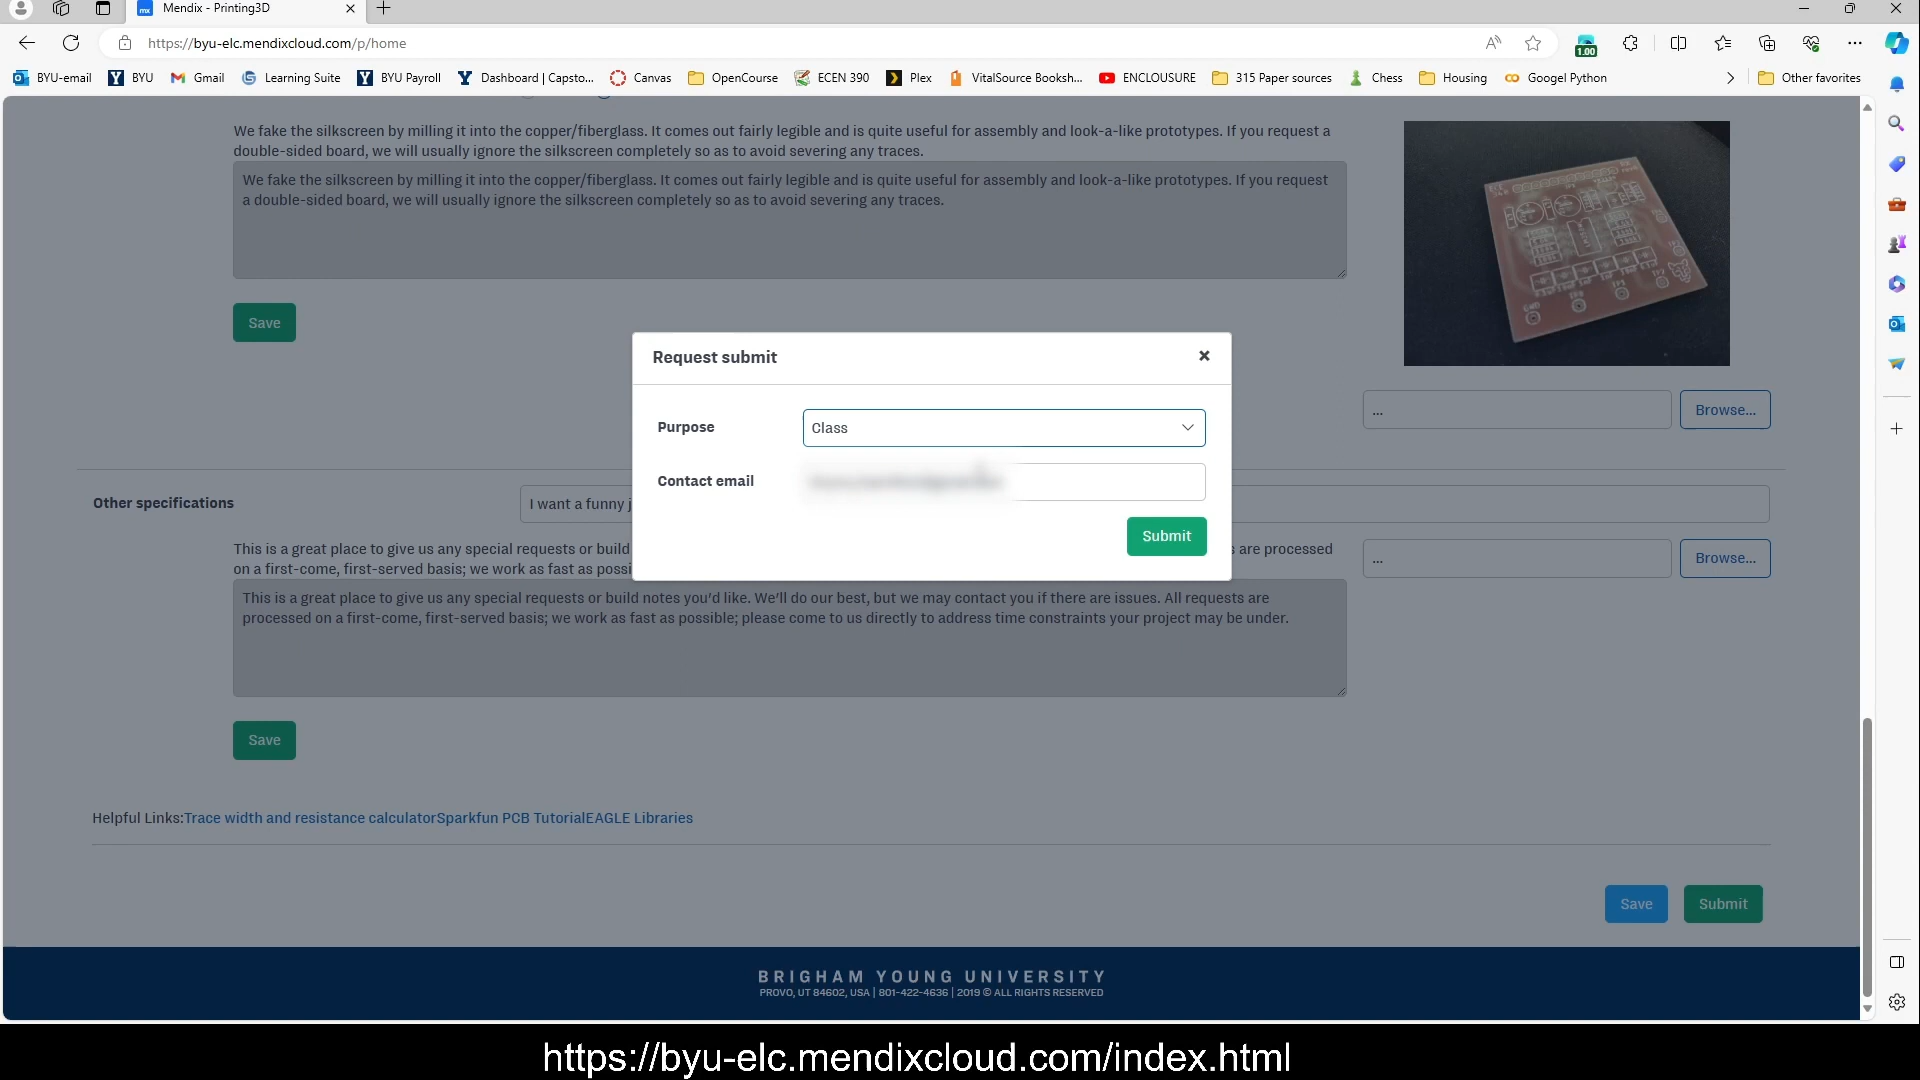 Mendix - Printing3D
https://byu-elc.mendixcloud.com/p/home
1.00
BYU-email BYU Gmail Learning Suite BYU Payroll Dashboard | Capsto... Canvas OpenCourse ECEN 390 Plex VitalSource Booksh... ENCLOUSURE 315 Paper sources Chess Housing Googel Python Other favorites
We fake the silkscreen by milling it into the copper/fiberglass. It comes out fairly legible and is quite useful for assembly and look-a-like prototypes. If you request a
double-sided board, we will usually ignore the silkscreen completely so as to avoid severing any traces.
We fake the silkscreen by milling it into the copper/fiberglass. It comes out fairly legible and is quite useful for assembly and look-a-like prototypes. If you request
a double-sided board, we will usually ignore the silkscreen completely so as to avoid severing any traces.
Save
... Browse...
Request submit
Purpose Class
Contact email
Submit
Other specifications I want a funny j
This is a great place to give us any special requests or build s are processed
on a first-come, first-served basis; we work as fast as possi
... Browse...
This is a great place to give us any special requests or build notes you'd like. We'll do our best, but we may contact you if there are issues. All requests are
processed on a first-come, first-served basis; we work as fast as possible; please come to us directly to address time constraints your project may be under.
Save
Helpful Links:Trace width and resistance calculatorSparkfun PCB TutorialEAGLE Libraries
Save Submit
BRIGHAM YOUNG UNIVERSITY
PROVO, UT 84602, USA | 801-422-4636 | 2019 © ALL RIGHTS RESERVED
https://byu-elc.mendixcloud.com/index.html